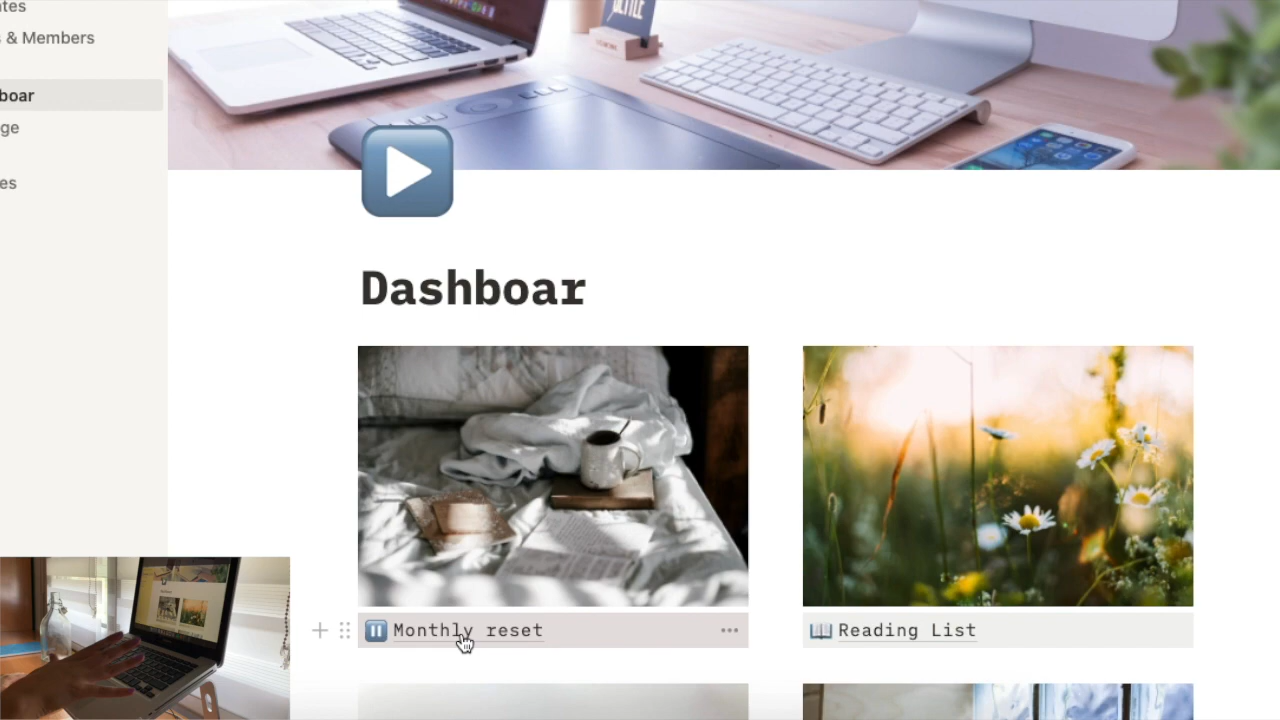 ates
s & Members
boar
ge
es
Dashboar
Monthly reset
Reading List